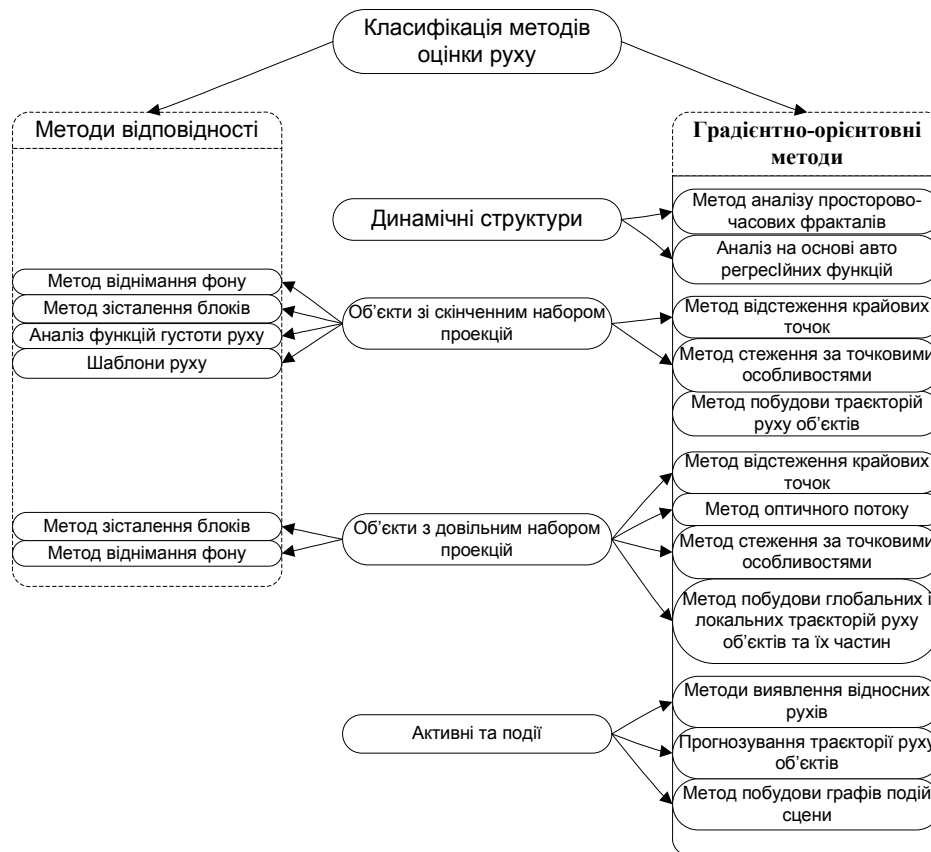 Класифікація методів
оцінки руху
Методи відповідності
Градієнтно-орієнтовні
методи
Динамічні структури
Метод аналізу просторово-
часових фракталів
Аналіз на основі авто
регресІйних функцій
Метод віднімання фону
Метод зісталення блоків
Аналіз функцій густоти руху
Шаблони руху
Об’єкти зі скінченним набором
проекцій
Метод відстеження крайових
точок
Метод стеження за точковими
особливостями
Метод побудови траєкторій
руху об’єктів
Метод зісталення блоків
Метод віднімання фону
Об’єкти з довільним набором
проекцій
Метод відстеження крайових
точок
Метод оптичного потоку
Метод стеження за точковими
особливостями
Метод побудови глобальних і
локальних траєкторій руху
об’єктів та їх частин
Активні та події
Методи виявлення відносних
рухів
Прогнозування траєкторії руху
об’єктів
Метод побудови графів подій
сцени